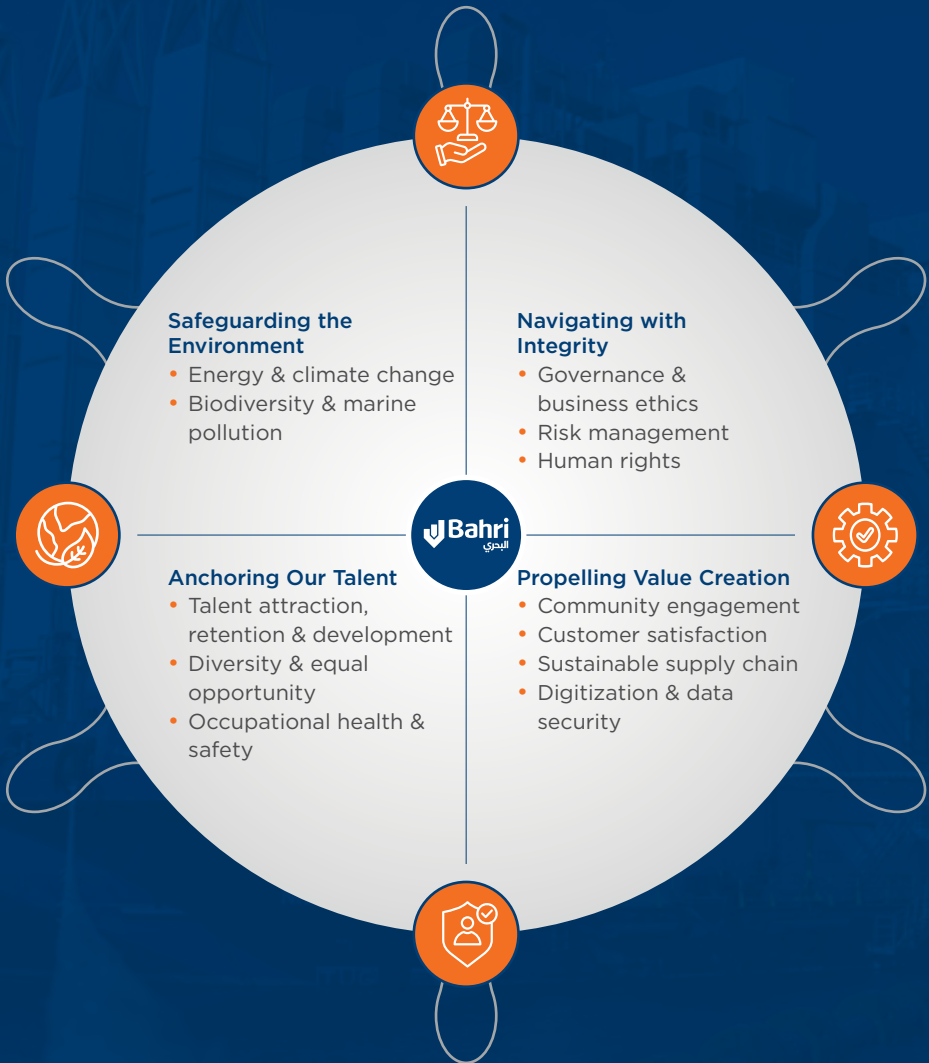 Safeguarding the
Environment
• Energy & climate change
• Biodiversity & marine
pollution
Navigating with
Integrity
• Governance &
business ethics
• Risk management
• Human rights
Bahri
البحري
Anchoring Our Talent
• Talent attraction,
retention & development
• Diversity & equal
opportunity
• Occupational health &
safety
Propelling Value Creation
• Community engagement
• Customer satisfaction
• Sustainable supply chain
• Digitization & data
security